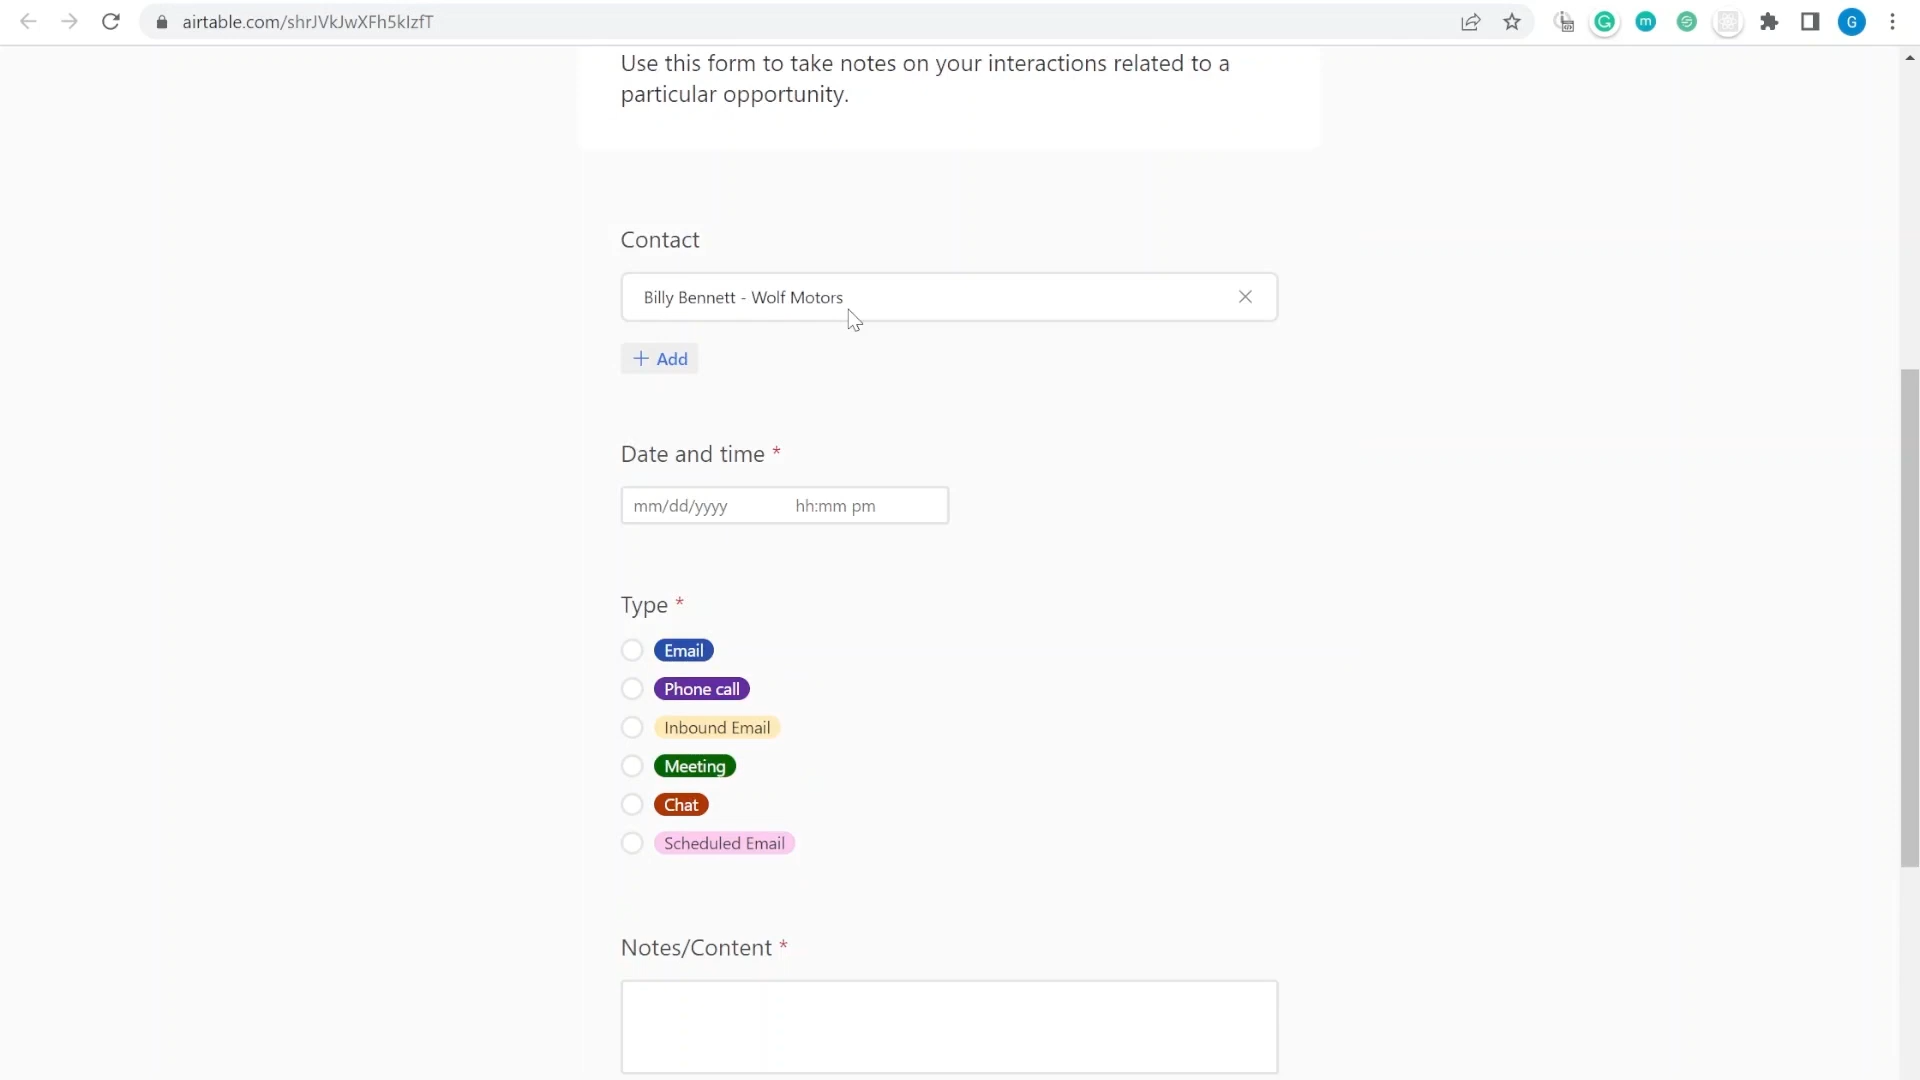 airtable.com/shrJVkJwXFh5kIzfT
G
m
G
Use this form to take notes on your interactions related to a
particular opportunity.
Contact
Billy Bennett - Wolf Motors
+ Add
Date and time *
mm/dd/yyyy hh:mm pm
Type *
Email
Phone call
Inbound Email
Meeting
Chat
Scheduled Email
Notes/Content *